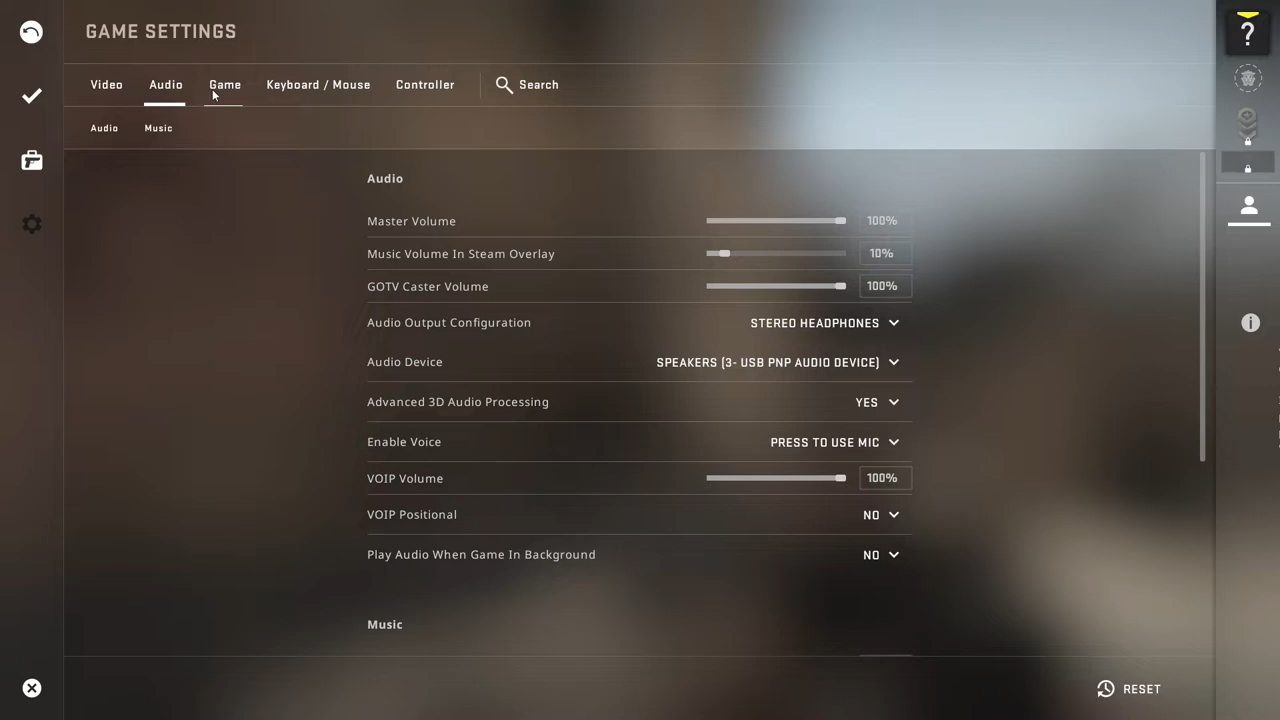 GAME SETTINGS
Video Audio Game Keyboard / Mouse Controller Search
Audio Music
Audio
Master Volume 100%
Music Volume In Steam Overlay 10%
GOTV Caster Volume 100%
Audio Output Configuration STEREO HEADPHONES
Audio Device SPEAKERS (3- USB PNP AUDIO DEVICE)
Advanced 3D Audio Processing YES
Enable Voice PRESS TO USE MIC
VOIP Volume 100%
VOIP Positional NO
Play Audio When Game In Background NO
Music
RESET